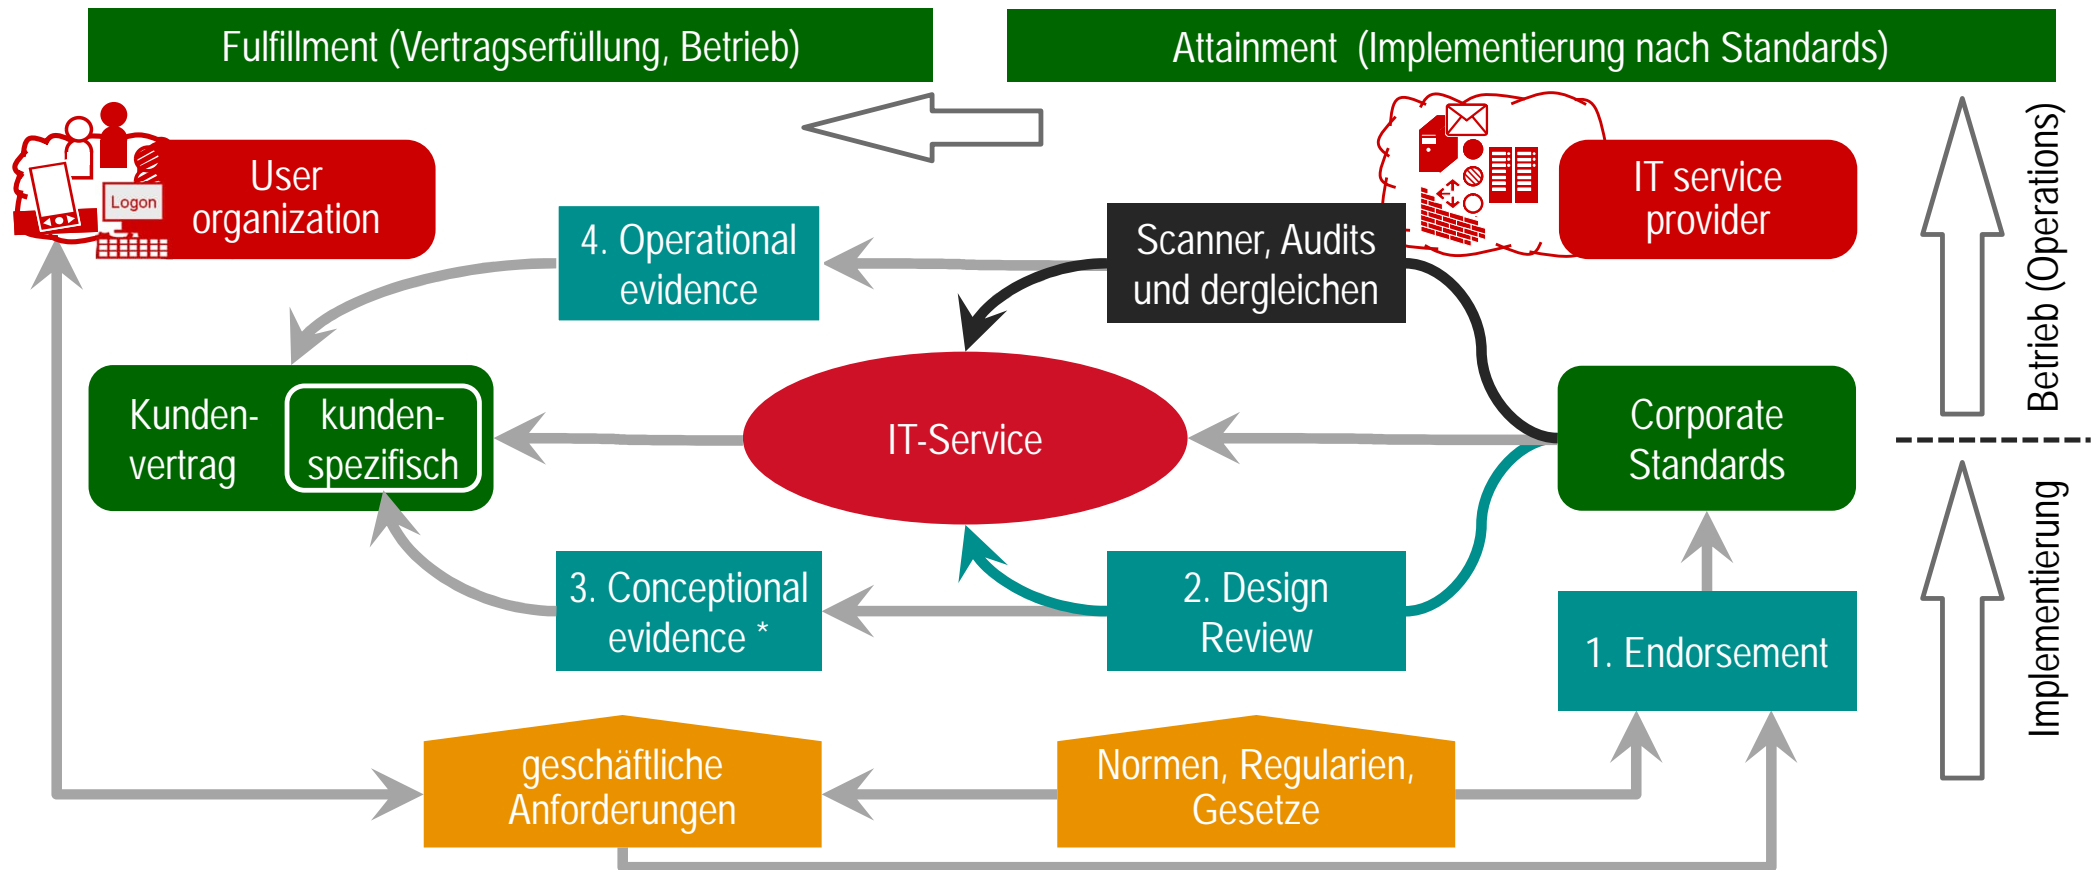 Fulfillment (Vertragserfüllung, Betrieb)
Attainment (Implementierung nach Standards)
User
organization
Logon
IT service
provider
4. Operational
evidence
Scanner, Audits
und dergleichen
Betrieb (Operations)
Kunden-
vertrag
kunden-
spezifisch
IT-Service
Corporate
Standards
3. Conceptional
evidence *
2. Design
Review
1. Endorsement
Implementierung
geschäftliche
Anforderungen
Normen, Regularien,
Gesetze